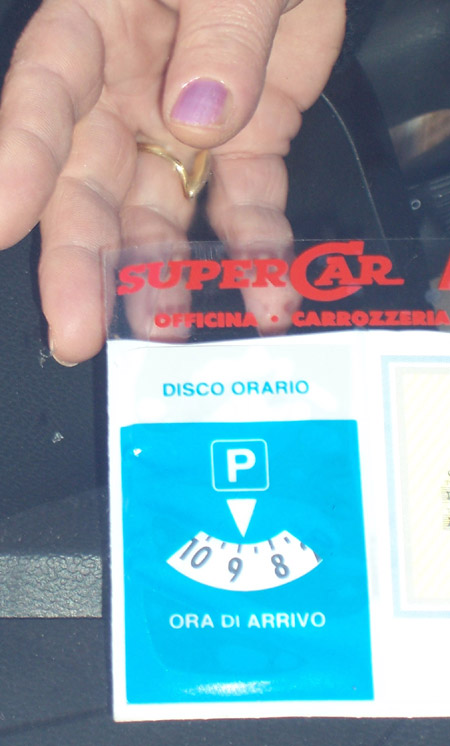 SUPERCAR
OFFICINA • CARROZZERIA
DISCO ORARIO
P
10 9 8
ORA DI ARRIVO